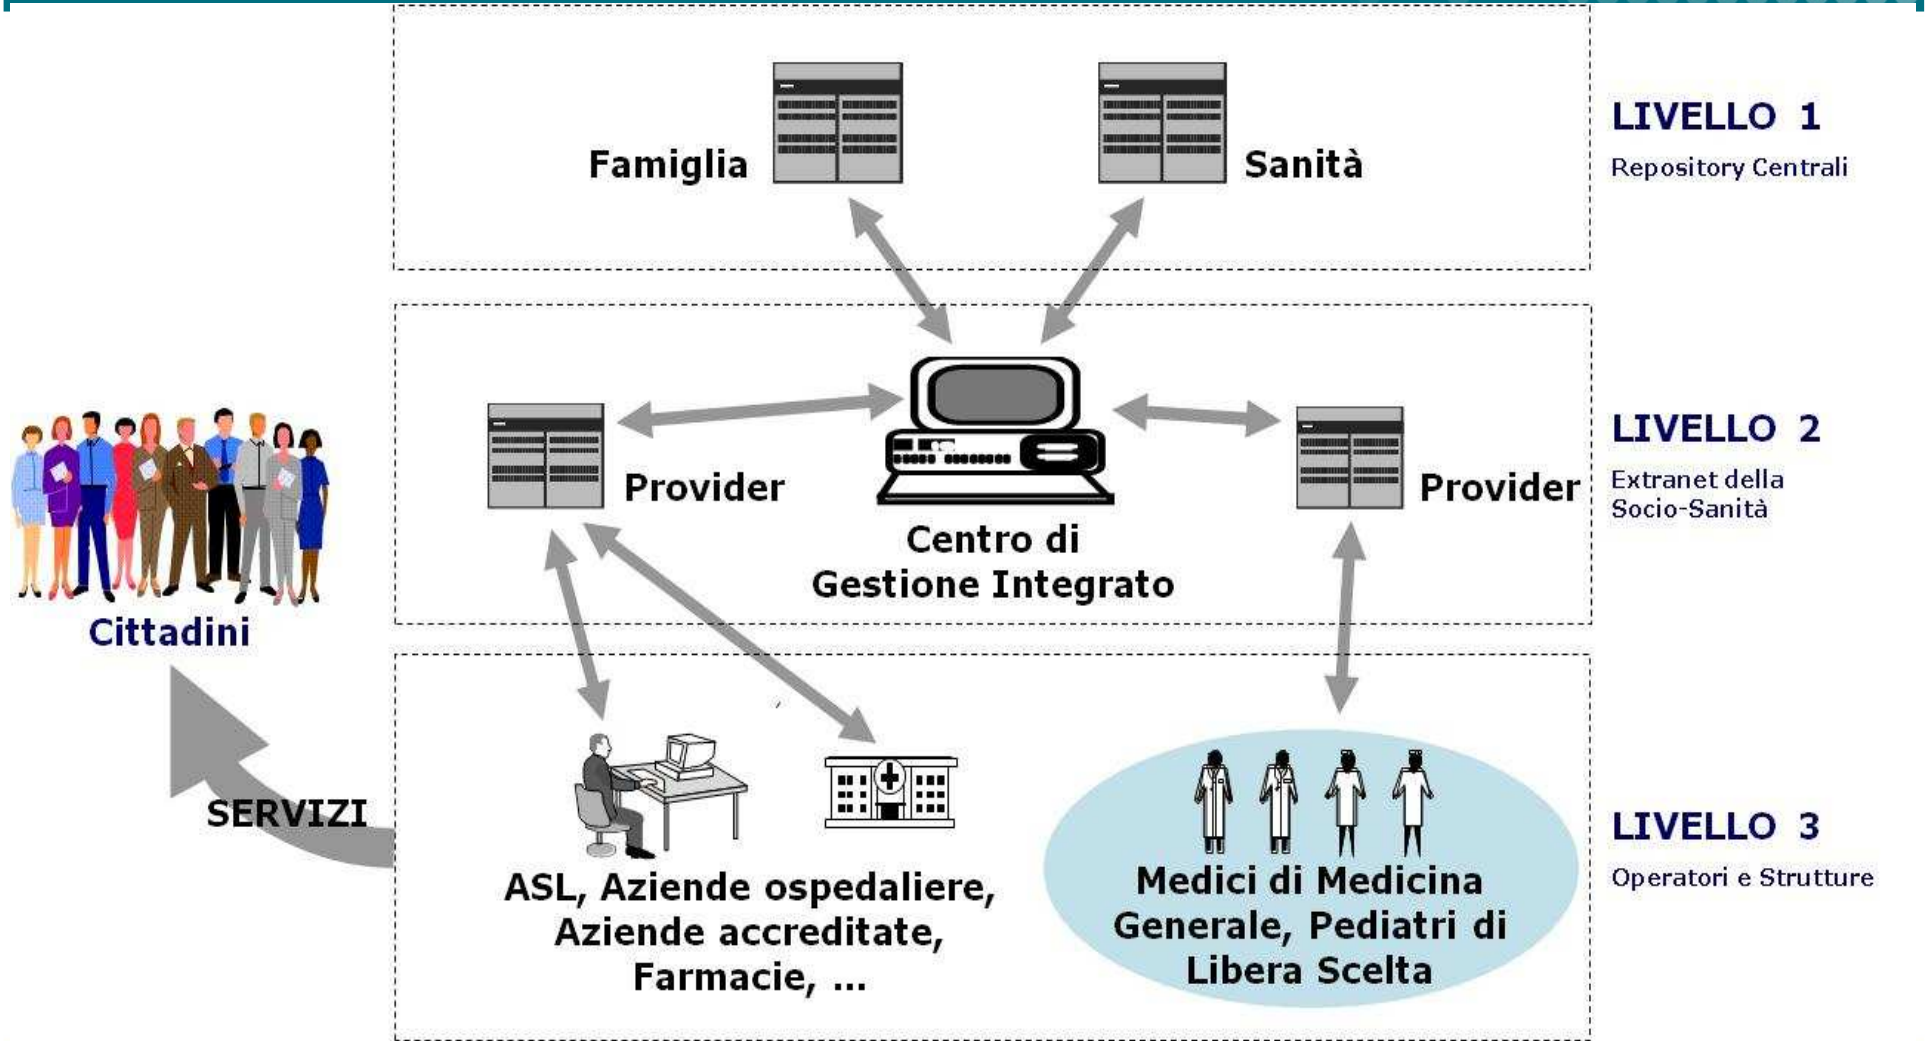 Famiglia
Sanità
LIVELLO 1
Repository Centrali
Provider
Provider
Centro di
Gestione Integrato
LIVELLO 2
Extranet della
Socio-Sanità
Cittadini
SERVIZI
ASL, Aziende ospedaliere,
Aziende accreditate,
Farmacie, ...
Medici di Medicina
Generale, Pediatri di
Libera Scelta
LIVELLO 3
Operatori e Strutture